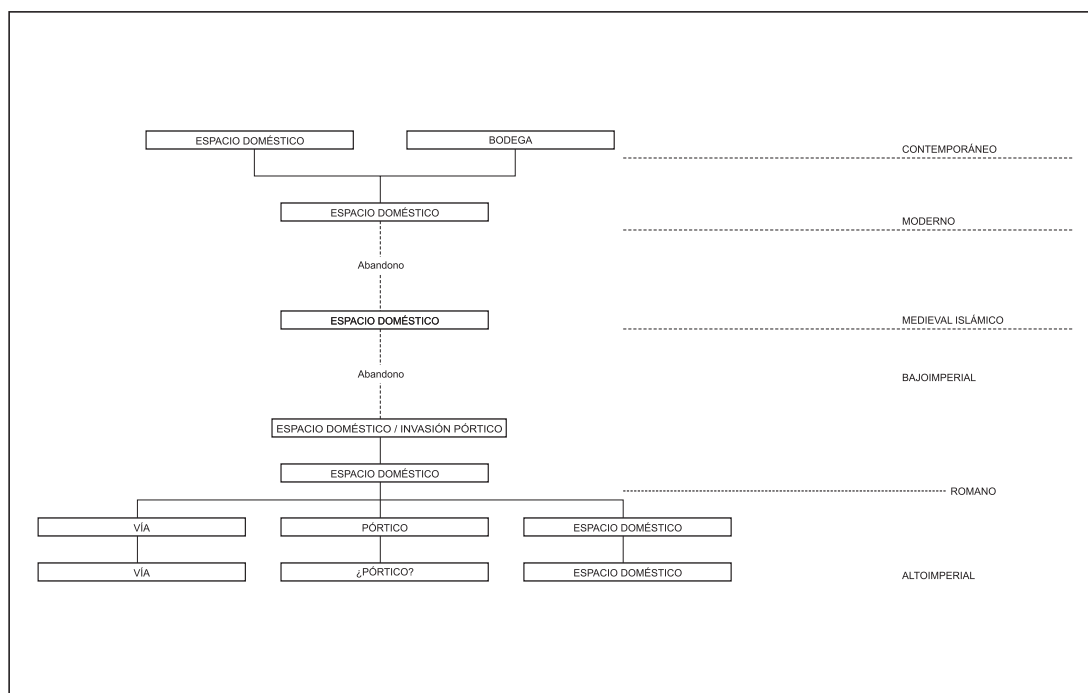 ESPACIO DOMÉSTICO
BODEGA
CONTEMPORÁNEO
ESPACIO DOMÉSTICO
MODERNO
Abandono
ESPACIO DOMÉSTICO
MEDIEVAL ISLÁMICO
Abandono
BAJOIMPERIAL
ESPACIO DOMÉSTICO / INVASIÓN PÓRTICO
ESPACIO DOMÉSTICO
ROMANO
VÍA
PÓRTICO
ESPACIO DOMÉSTICO
VÍA
¿PÓRTICO?
ESPACIO DOMÉSTICO
ALTOIMPERIAL